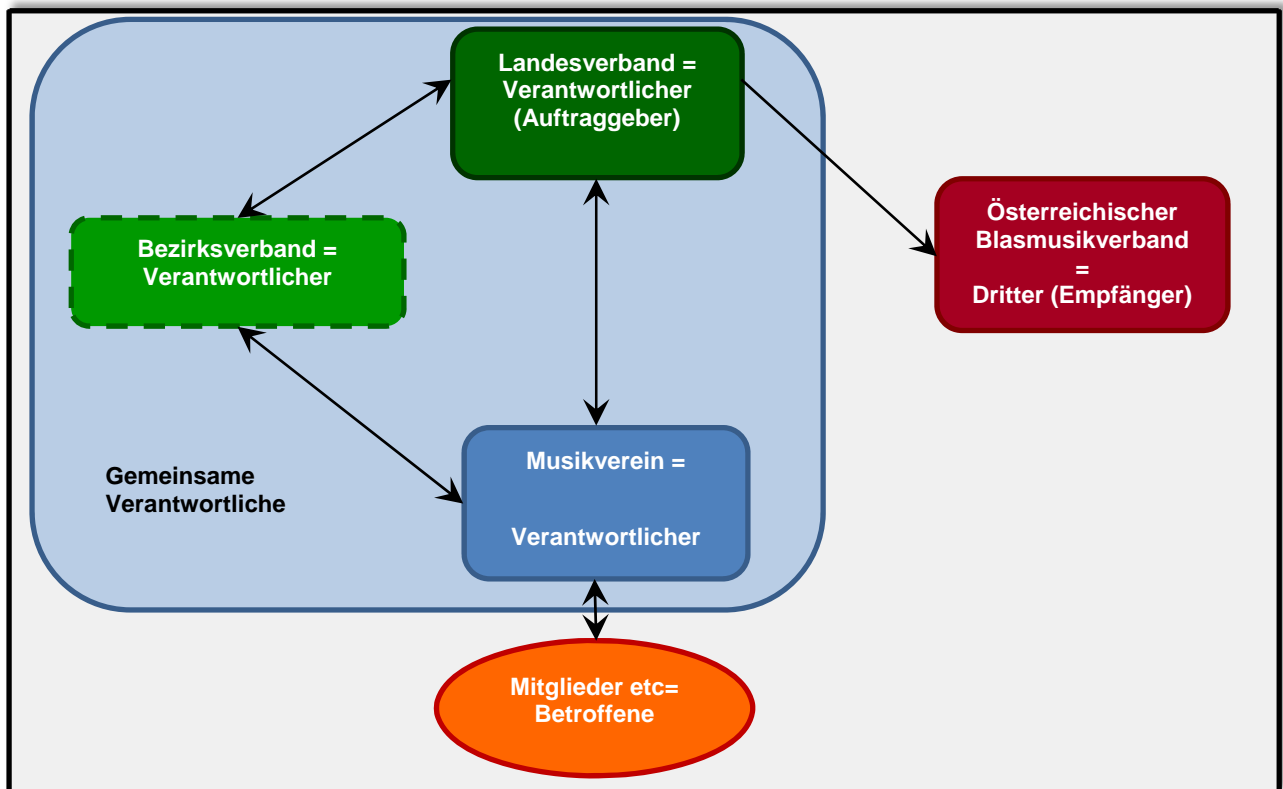 Landesverband =
Verantwortlicher
(Auftraggeber)
Österreichischer
Blasmusikverband
=
Dritter (Empfänger)
Bezirksverband =
Verantwortlicher
Gemeinsame
Verantwortliche
Musikverein =
Verantwortlicher
Mitglieder etc=
Betroffene